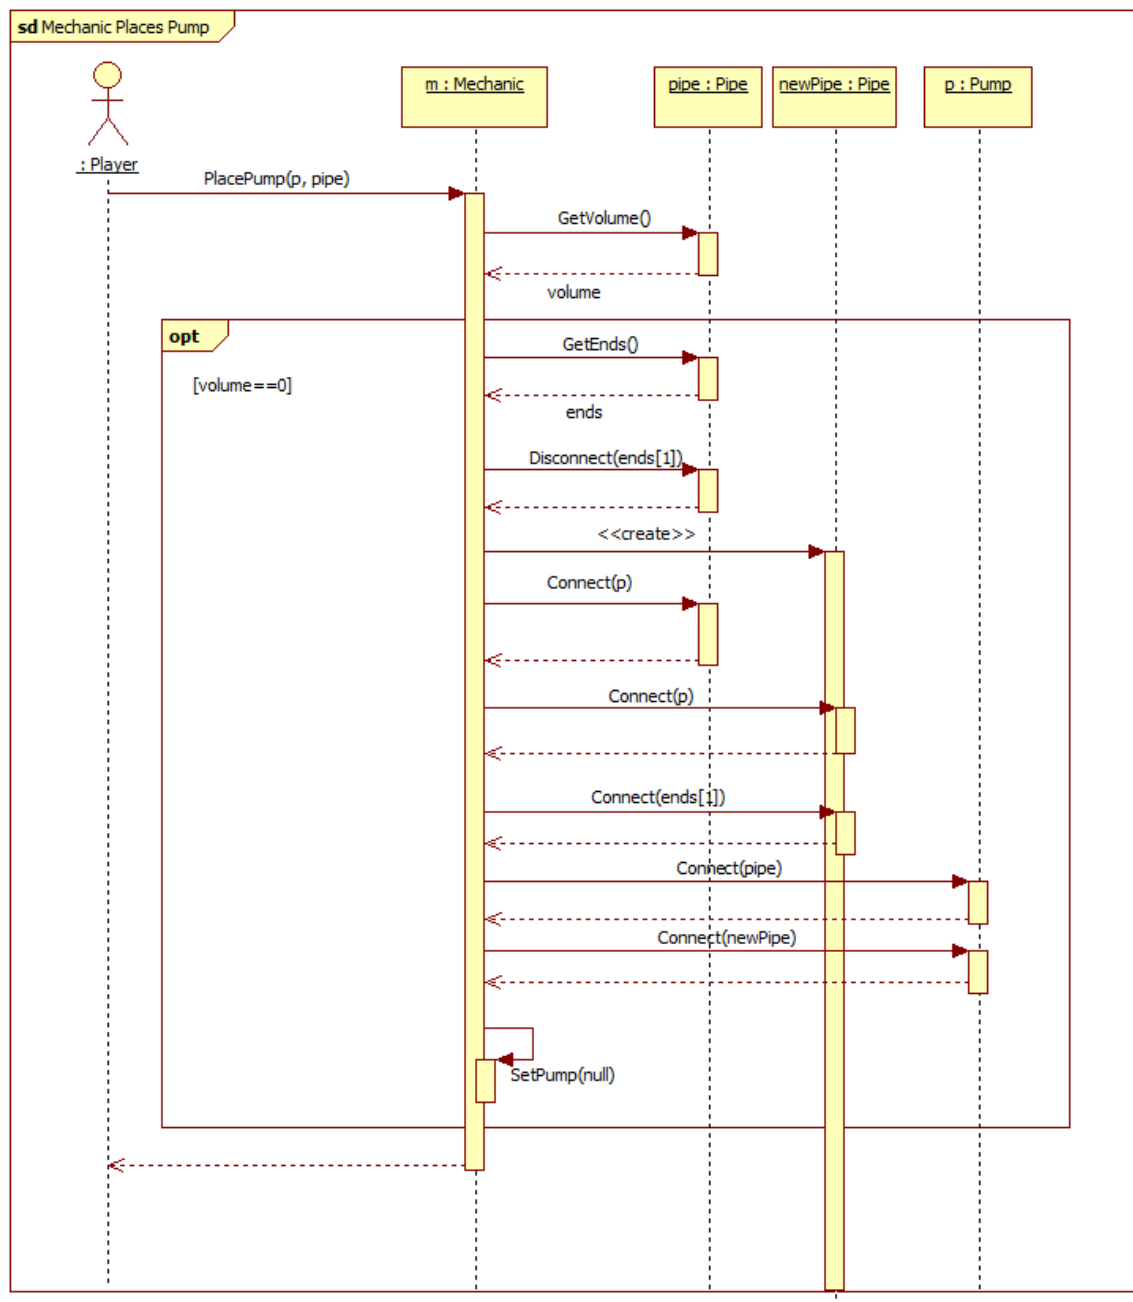 sd Mechanic Places Pump
: Player
m : Mechanic
pipe : Pipe
newPipe : Pipe
p : Pump
PlacePump(p, pipe)
GetVolume()
volume
opt
[volume==0]
GetEnds()
ends
Disconnect(ends[1])
<<create>>
Connect(p)
Connect(p)
Connect(ends[1])
Connect(pipe)
Connect(newPipe)
SetPump(null)